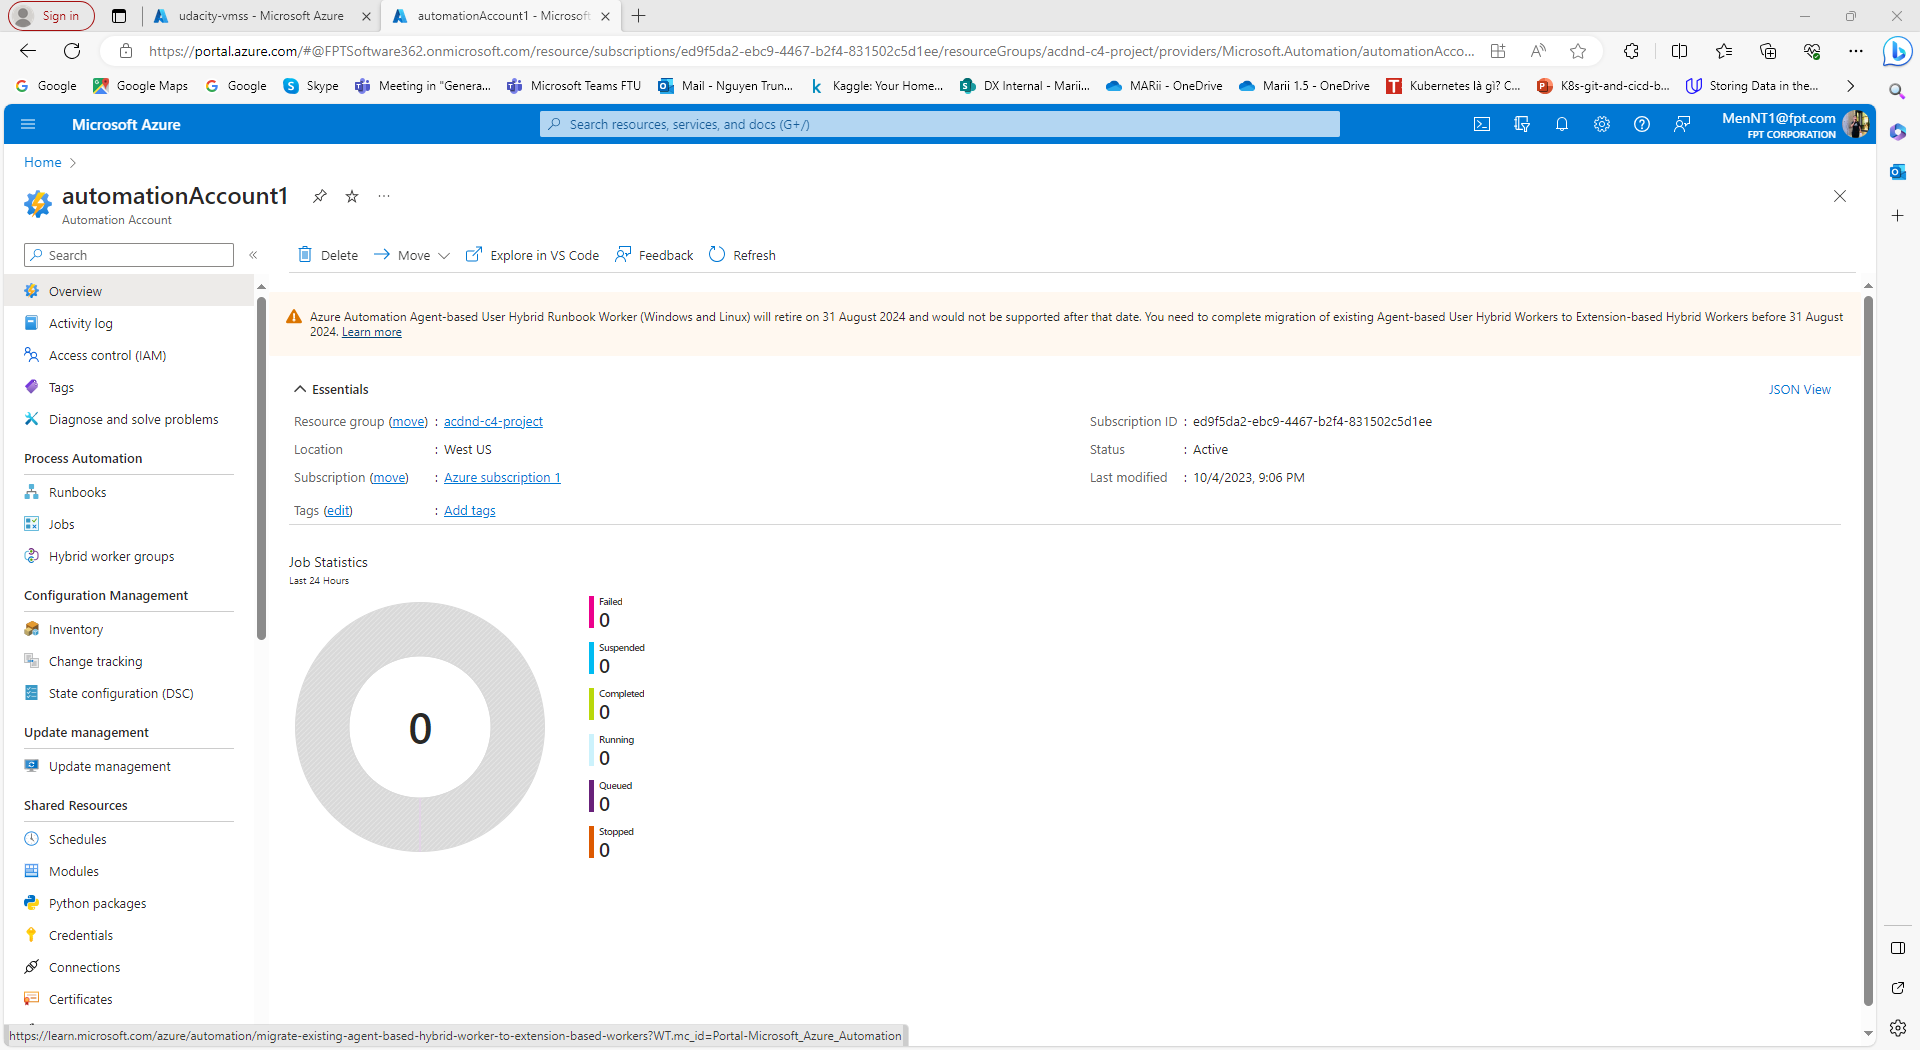 Sign in
udacity-vmss - Microsoft Azure
automationAccount1 - Microsoft
https://portal.azure.com/#@FPTSoftware362.onmicrosoft.com/resource/subscriptions/ed9f5da2-ebc9-4467-b2f4-831502c5d1ee/resourceGroups/acdnd-c4-project/providers/Microsoft.Automation/automationAcco...
Google
Google Maps
Google
Skype
Meeting in "Genera...
Microsoft Teams FTU
Mail - Nguyen Trun...
Kaggle: Your Home...
DX Internal - Marii...
MARii - OneDrive
Marii 1.5 - OneDrive
Kubernetes là gì? C...
K8s-git-and-cicd-b...
Storing Data in the...
Microsoft Azure
Search resources, services, and docs (G+/)
MenNT1@fpt.com
FPT CORPORATION
Home
automationAccount1
Automation Account
Search
Delete
Move
Explore in VS Code
Feedback
Refresh
Overview
Activity log
Access control (IAM)
Tags
Diagnose and solve problems
Process Automation
Runbooks
Jobs
Hybrid worker groups
Configuration Management
Inventory
Change tracking
State configuration (DSC)
Update management
Update management
Shared Resources
Schedules
Modules
Python packages
Credentials
Connections
Certificates
Azure Automation Agent-based User Hybrid Runbook Worker (Windows and Linux) will retire on 31 August 2024 and would not be supported after that date. You need to complete migration of existing Agent-based User Hybrid Workers to Extension-based Hybrid Workers before 31 August
2024. Learn more
Essentials
JSON View
Resource group (move) : acdnd-c4-project
Location : West US
Subscription (move) : Azure subscription 1
Tags (edit) : Add tags
Subscription ID : ed9f5da2-ebc9-4467-b2f4-831502c5d1ee
Status : Active
Last modified : 10/4/2023, 9:06 PM
Job Statistics
Last 24 Hours
0
Failed
0
Suspended
0
Completed
0
Running
0
Queued
0
Stopped
0
https://learn.microsoft.com/azure/automation/migrate-existing-agent-based-hybrid-worker-to-extension-based-workers?WT.mc_id=Portal-Microsoft_Azure_Automation